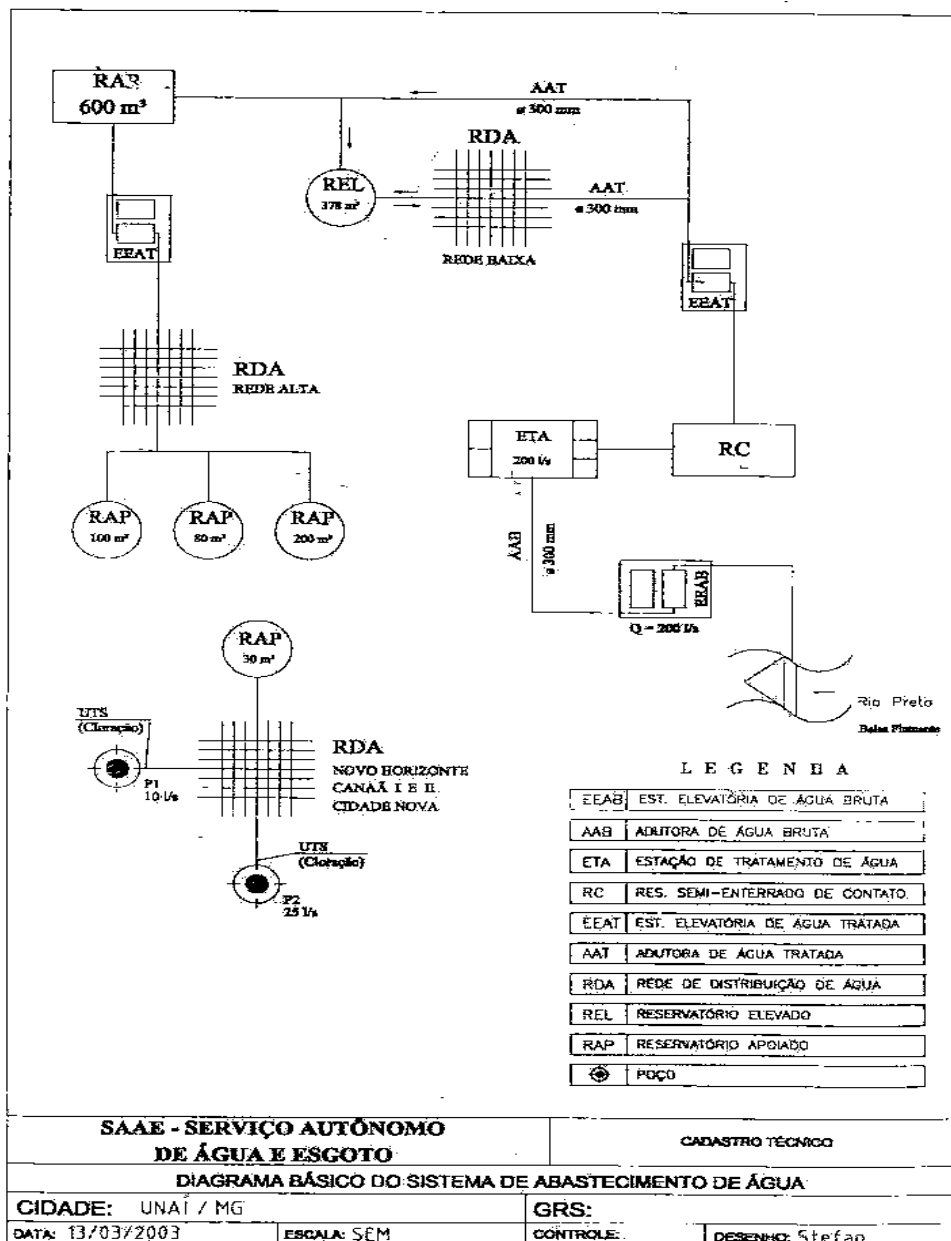 RAP
600 m³
AAT
ø 300 mm
RDA
REL
378 m³
AAT
ø 300 mm
REDE BAIXA
EEAT
EEAT
RDA
REDE ALTA
ETA
200 l/s
RC
RAP
100 m³
RAP
80 m³
RAP
200 m³
AAB
ø 300 mm
EEAB
Q = 200 l/s
RAP
30 m³
Rio Preto
UTS
(Cloração)
P1
10 l/s
RDA
NOVO HORIZONTE
CANAÃ I E II
CIDADE NOVA
UTS
(Cloração)
P2
25 l/s
LEGENDA
EEAB EST. ELEVATÓRIA DE ÁGUA BRUTA
AAB ADUTORA DE ÁGUA BRUTA
ETA ESTAÇÃO DE TRATAMENTO DE ÁGUA
RC RES. SEMI-ENTERRADO DE CONTATO.
EEAT EST. ELEVATÓRIA DE ÁGUA TRATADA
AAT ADUTORA DE ÁGUA TRATADA
RDA REDE DE DISTRIBUIÇÃO DE ÁGUA
REL RESERVATÓRIO ELEVADO
RAP RESERVATÓRIO APOIADO
POÇO
SAAE - SERVIÇO AUTÔNOMO
DE ÁGUA E ESGOTO
CADASTRO TÉCNICO
DIAGRAMA BÁSICO DO SISTEMA DE ABASTECIMENTO DE ÁGUA
CIDADE: UNAÍ / MG
GRS:
DATA: 13/03/2003
ESCALA: SEM
CONTROLE:
DESENHO: Stefan